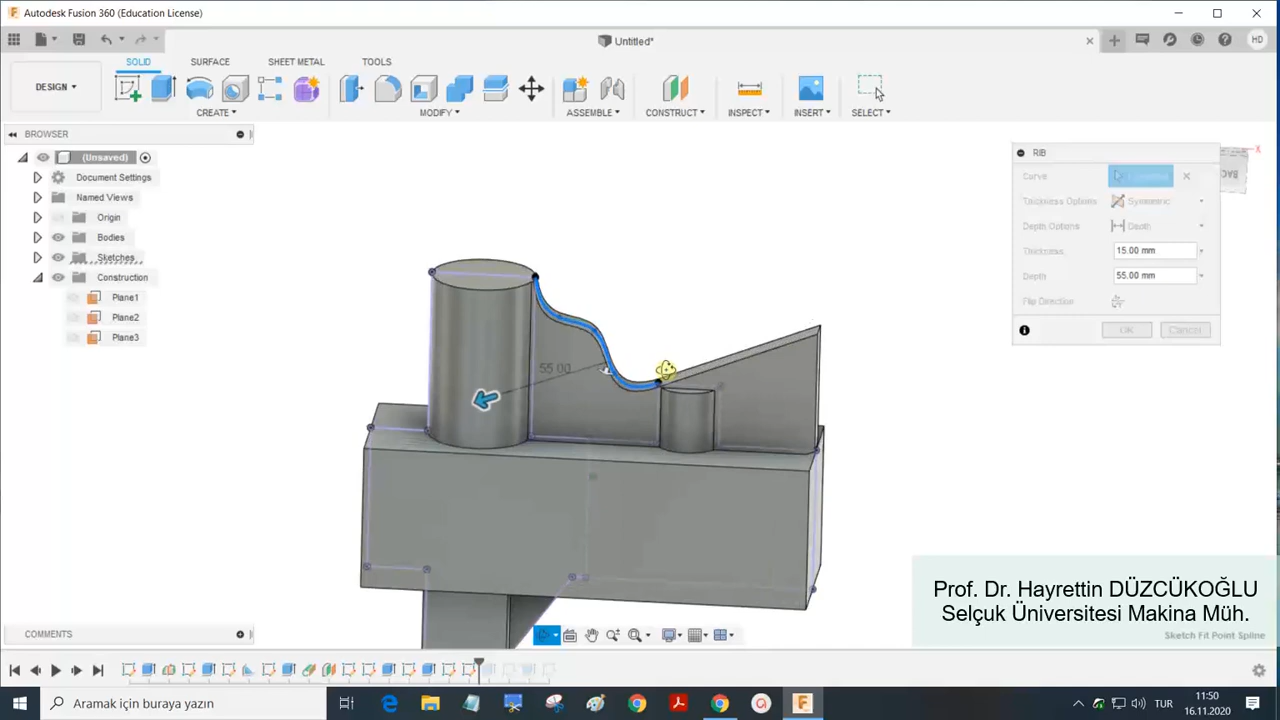 Autodesk Fusion 360 (Education License)
Untitled*
HD
SOLID
SURFACE
SHEET METAL
TOOLS
DESIGN
CREATE
MODIFY
ASSEMBLE
CONSTRUCT
INSPECT
INSERT
SELECT
BROWSER
(Unsaved)
Document Settings
Named Views
Origin
Bodies
Sketches
Construction
Plane1
Plane2
Plane3
RIB
Curve
Thickness Options
Symmetric
Depth Options
Depth
Thickness
15.00 mm
Depth
55.00 mm
Flip Direction
OK
Cancel
X
BACK
55.00
Prof. Dr. Hayrettin DÜZCÜKOĞLU
Selçuk Üniversitesi Makina Müh.
Sketch Fit Point Spline
COMMENTS
Aramak için buraya yazın
TUR
11:50
16.11.2020